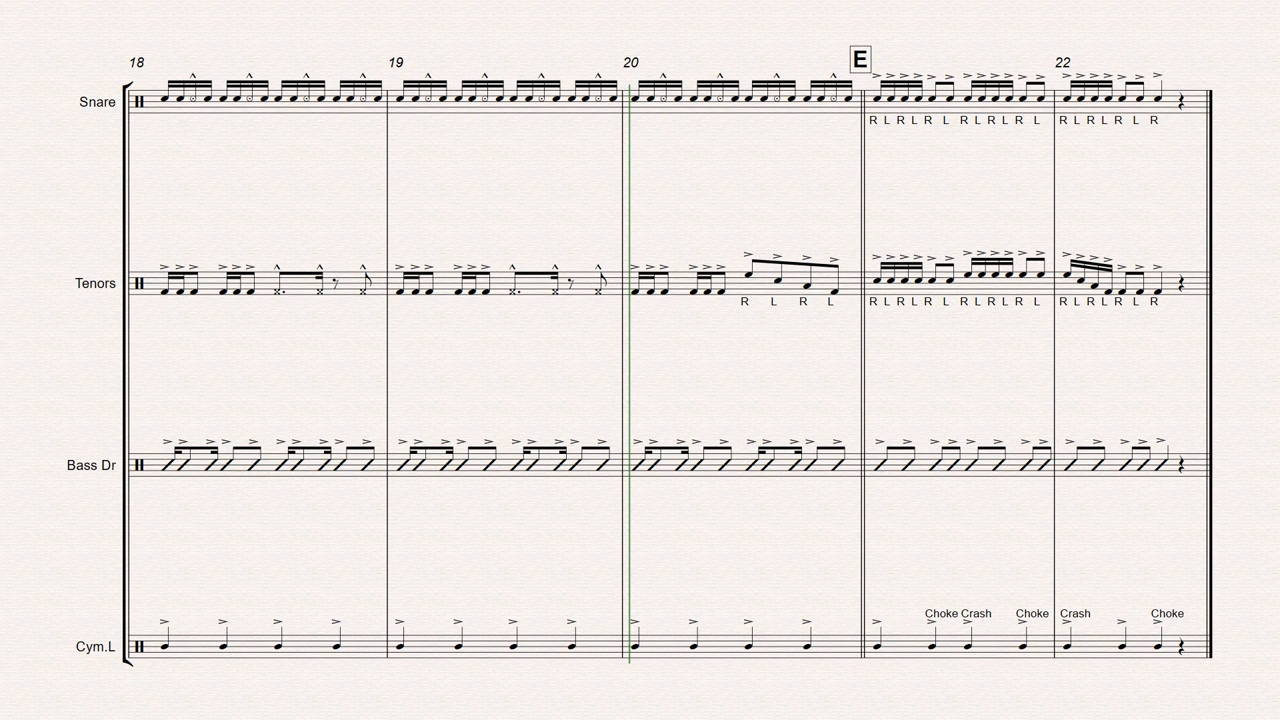 18 19 20 E 22
Snare
R L R L R L R L R L R L R L R L R L R
Tenors
R L R L R L R L R L R L R L R L R L R L R L R
Bass Dr
Choke Crash Choke Crash Choke
Cym.L